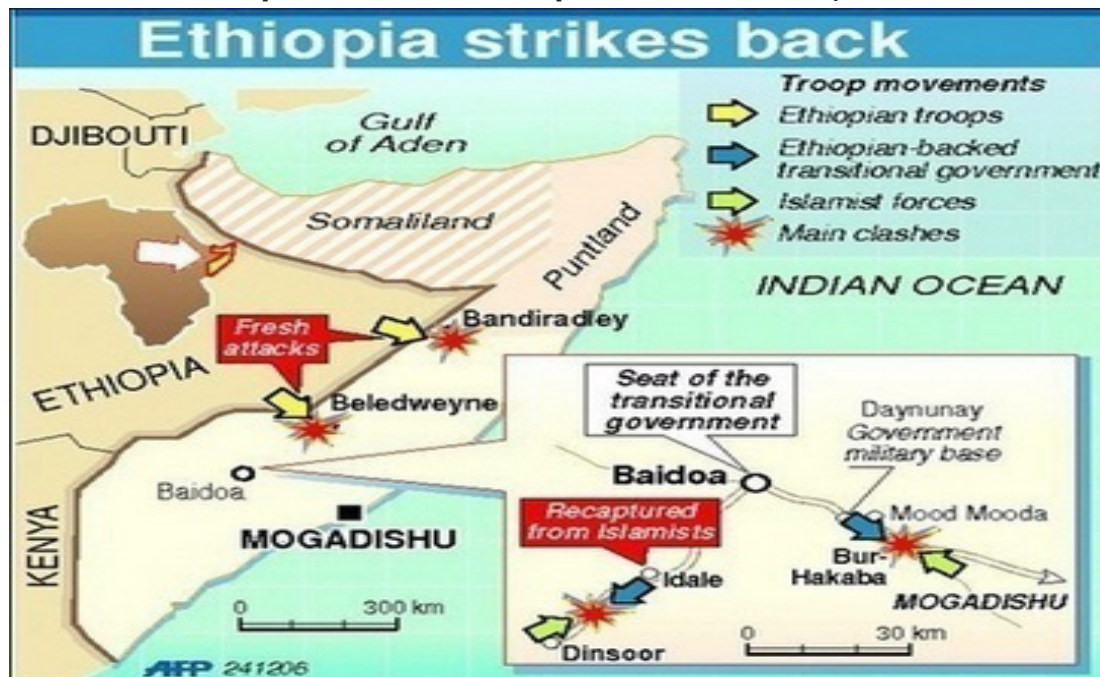 Ethiopia strikes back
Troop movements
Ethiopian troops
Ethiopian-backed
transitional government
Islamist forces
Main clashes
DJIBOUTI
Gulf
of Aden
Somaliland
Puntland
INDIAN OCEAN
Bandiradley
Fresh
attacks
ETHIOPIA
Beledweyne
Baidoa
MOGADISHU
KENYA
0 300 km
Seat of the
transitional
government
Daynunay
Government
military base
Baidoa
Recaptured
from Islamists
Mood Mooda
Bur-
Hakaba
Idale
MOGADISHU
Dinsoor
0 30 km
AFP 241206